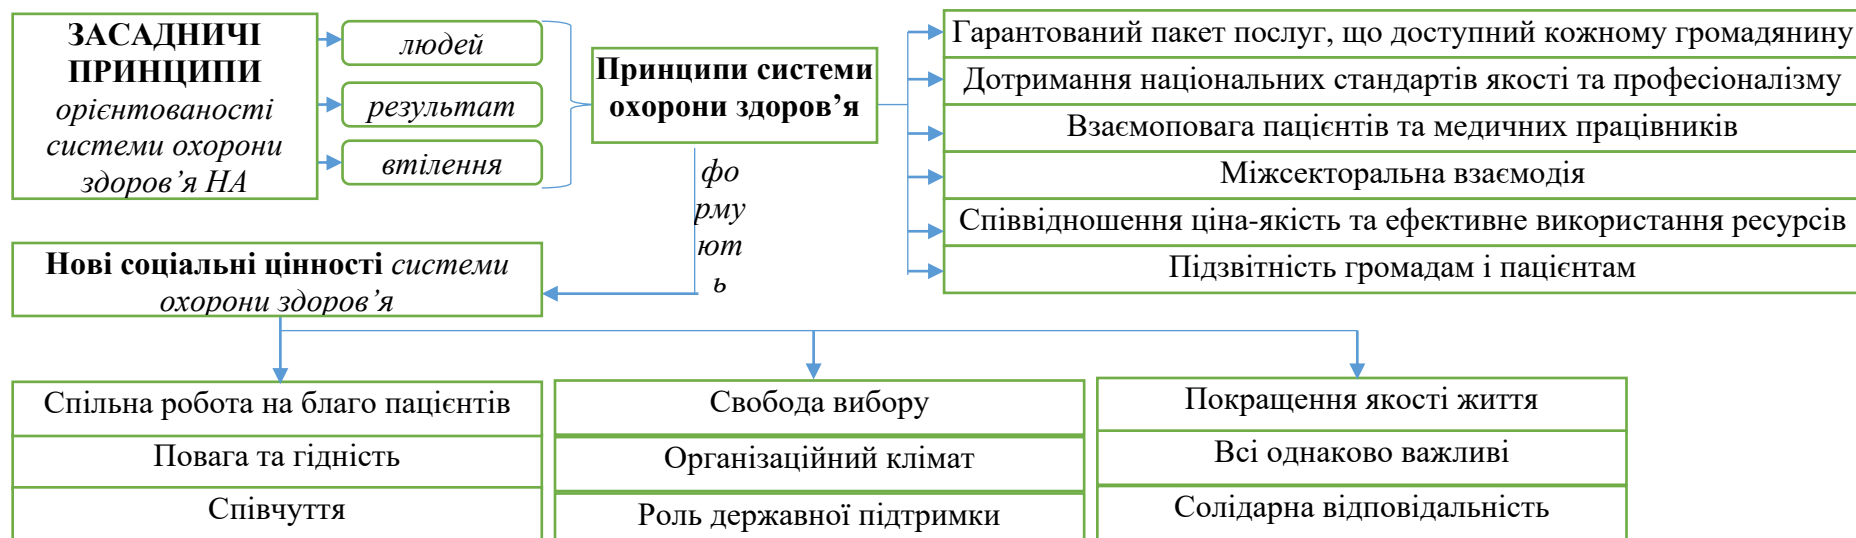 ЗАСАДНИЧІ
ПРИНЦИПИ
орієнтованості
системи охорони
здоров’я НА
людей
результат
втілення
Принципи системи
охорони здоров’я
Гарантований пакет послуг, що доступний кожному громадянину
Дотримання національних стандартів якості та професіоналізму
Взаємоповага пацієнтів та медичних працівників
Міжсекторальна взаємодія
Співвідношення ціна-якість та ефективне використання ресурсів
Підзвітність громадам і пацієнтам
фо
рму
ют
ь
Нові соціальні цінності системи
охорони здоров’я
Спільна робота на благо пацієнтів
Повага та гідність
Співчуття
Свобода вибору
Організаційний клімат
Роль державної підтримки
Покращення якості життя
Всі однаково важливі
Солідарна відповідальність